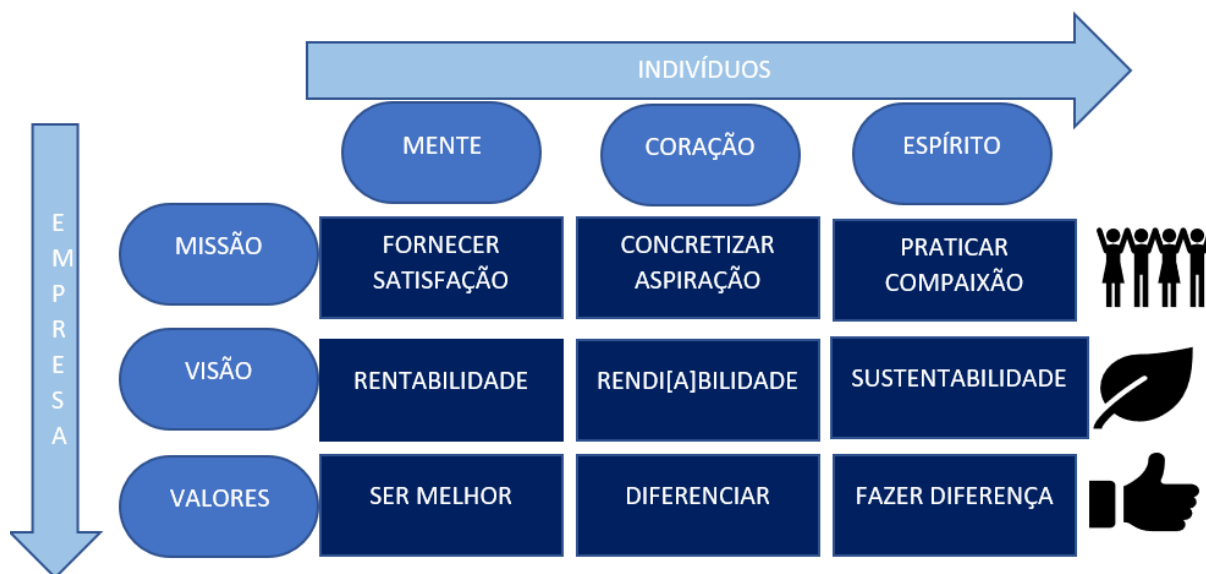 INDIVÍDUOS
MENTE
CORAÇÃO
ESPÍRITO
EMPRESA
MISSÃO
FORNECER
SATISFAÇÃO
CONCRETIZAR
ASPIRAÇÃO
PRATICAR
COMPAIXÃO
VISÃO
RENTABILIDADE
RENDI[A]BILIDADE
SUSTENTABILIDADE
VALORES
SER MELHOR
DIFERENCIAR
FAZER DIFERENÇA